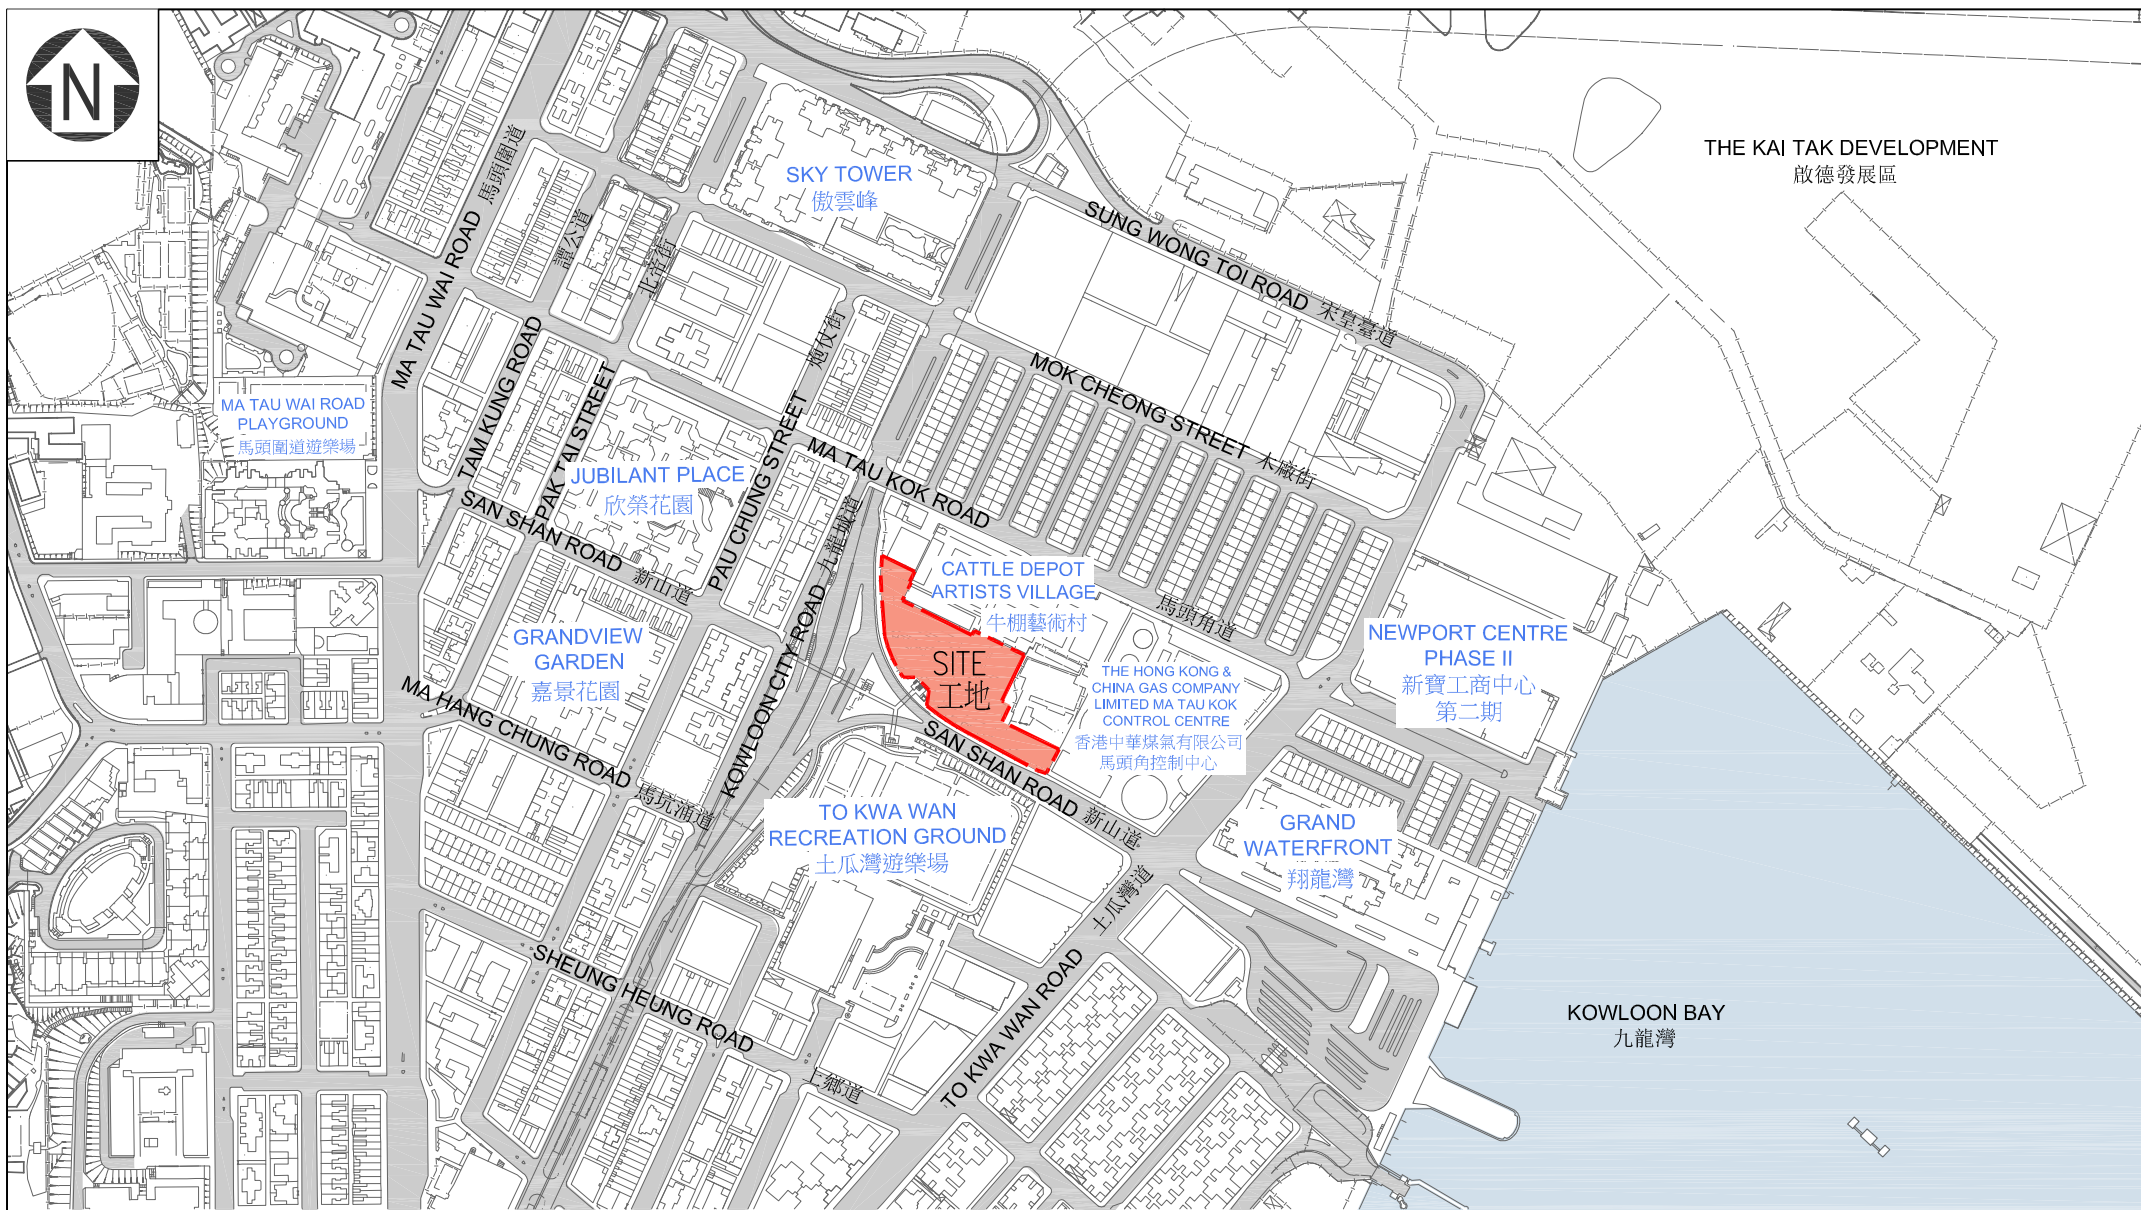 N
THE KAI TAK DEVELOPMENT
啟德發展區
SKY TOWER
傲雲峰
SUNG WONG TOI ROAD 宋皇臺道
MA TAU WAI ROAD 馬頭圍道
譚公道
北帝街
炮仗街
MOK CHEONG STREET 木廠街
MA TAU WAI ROAD
PLAYGROUND
馬頭圍道遊樂場
TAM KUNG ROAD
PAK TAI STREET
JUBILANT PLACE
欣榮花園
PAU CHUNG STREET
MA TAU KOK ROAD
馬頭角道
SAN SHAN ROAD 新山道
KOWLOON CITY ROAD 九龍城道
CATTLE DEPOT
ARTISTS VILLAGE
牛棚藝術村
GRANDVIEW
GARDEN
嘉景花園
SITE
工地
THE HONG KONG &
CHINA GAS COMPANY
LIMITED MA TAU KOK
CONTROL CENTRE
香港中華煤氣有限公司
馬頭角控制中心
NEWPORT CENTRE
PHASE II
新寶工商中心
第二期
MA HANG CHUNG ROAD 馬坑涌道
SAN SHAN ROAD 新山道
TO KWA WAN
RECREATION GROUND
土瓜灣遊樂場
GRAND
WATERFRONT
翔龍灣
SHEUNG HEUNG ROAD
上鄉道
TO KWA WAN ROAD 土瓜灣道
KOWLOON BAY
九龍灣